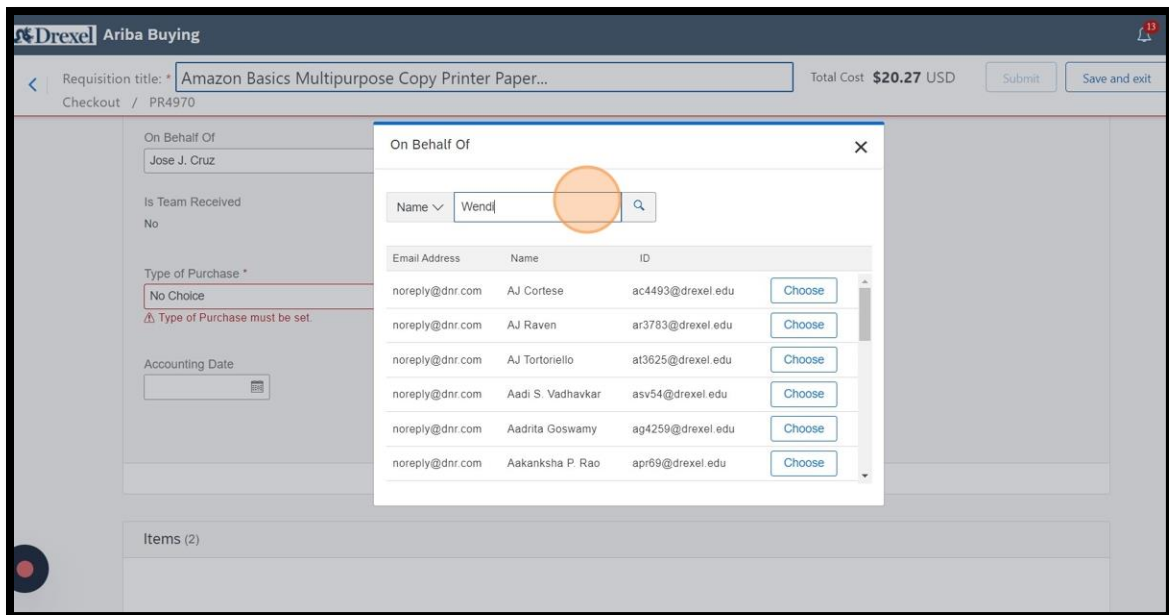 Drexel Ariba Buying
13
Requisition title: * Amazon Basics Multipurpose Copy Printer Paper... Total Cost $20.27 USD Submit Save and exit
Checkout / PR4970
On Behalf Of
Jose J. Cruz
Is Team Received
No
Type of Purchase *
No Choice
Type of Purchase must be set.
Accounting Date
On Behalf Of
Name Wendi
Email Address Name ID
noreply@dnr.com AJ Cortese ac4493@drexel.edu Choose
noreply@dnr.com AJ Raven ar3783@drexel.edu Choose
noreply@dnr.com AJ Tortoriello at3625@drexel.edu Choose
noreply@dnr.com Aadi S. Vadhavkar asv54@drexel.edu Choose
noreply@dnr.com Aadrita Goswamy ag4259@drexel.edu Choose
noreply@dnr.com Aakanksha P. Rao apr69@drexel.edu Choose
Items (2)